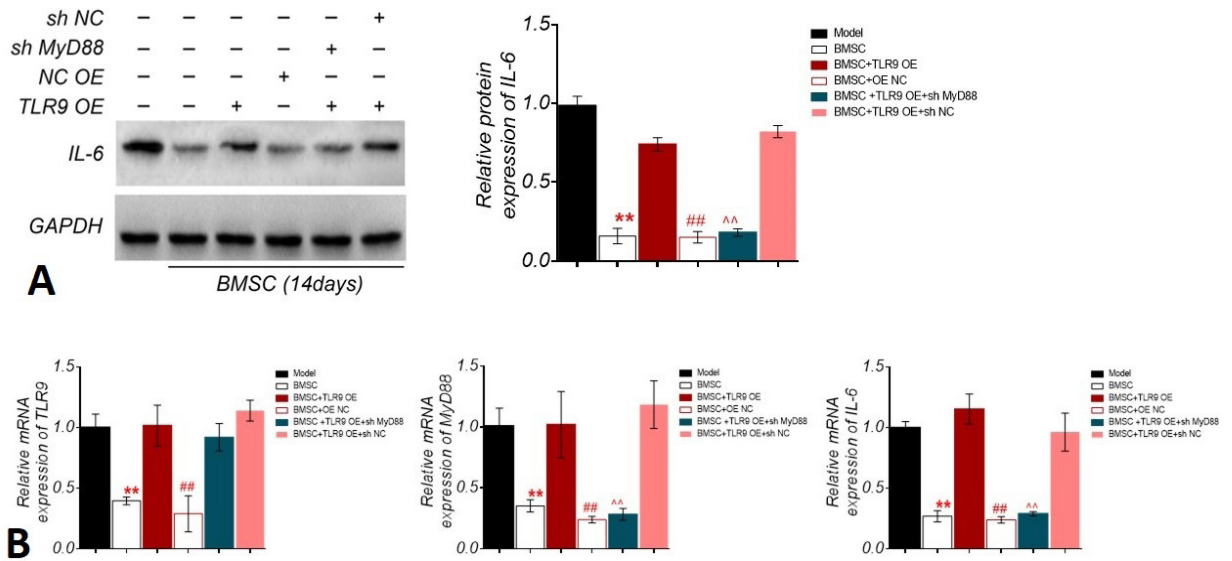 sh NC – – – – – +
sh MyD88 – – – – + –
NC OE – – – + – –
TLR9 OE – – + – + +
IL-6
GAPDH
BMSC (14days)
A
Relative protein
expression of IL-6
1.5
1.0
0.5
0.0
**
##
^^
Model
BMSC
BMSC+TLR9 OE
BMSC+OE NC
BMSC +TLR9 OE+sh MyD88
BMSC+TLR9 OE+sh NC
B
Relative mRNA
expression of TLR9
1.5
1.0
0.5
0.0
**
##
Model
BMSC
BMSC+TLR9 OE
BMSC+OE NC
BMSC +TLR9 OE+sh MyD88
BMSC+TLR9 OE+sh NC
Relative mRNA
expression of MyD88
1.5
1.0
0.5
0.0
**
##
^^
Model
BMSC
BMSC+TLR9 OE
BMSC+OE NC
BMSC +TLR9 OE+sh MyD88
BMSC+TLR9 OE+sh NC
Relative mRNA
expression of IL-6
1.5
1.0
0.5
0.0
**
##
^^
Model
BMSC
BMSC+TLR9 OE
BMSC+OE NC
BMSC +TLR9 OE+sh MyD88
BMSC+TLR9 OE+sh NC